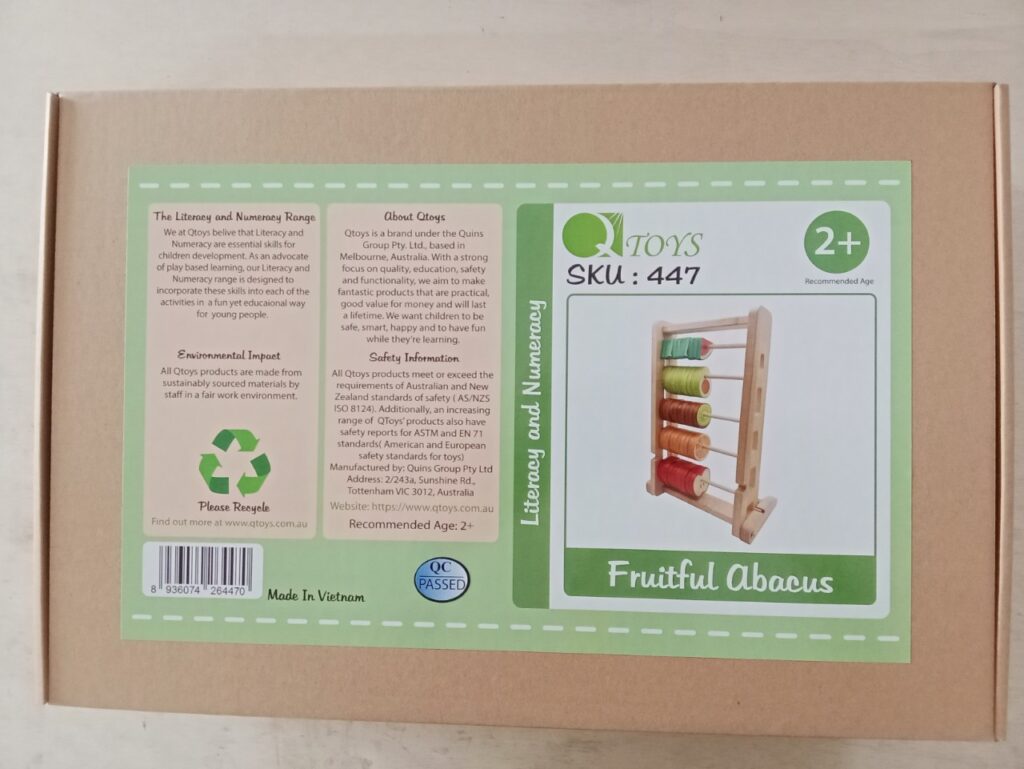 The Literacy and Numeracy Range
We at Qtoys belive that Literacy and
Numeracy are essential skills for
children development. As an advocate
of play based learning, our Literacy and
Numeracy range is designed to
incorporate these skills into each of the
activities in a fun yet educaional way
for young people.
Environmental Impact
All Qtoys products are made from
sustainably sourced materials by
staff in a fair work environment.
Please Recycle
Find out more at www.qtoys.com.au
8 936074 264470
Made In Vietnam
About Qtoys
Qtoys is a brand under the Quins
Group Pty. Ltd., based in
Melbourne, Australia. With a strong
focus on quality, education, safety
and functionality, we aim to make
fantastic products that are practical,
good value for money and will last
a lifetime. We want children to be
safe, smart, happy and to have fun
while they're learning.
Safety Information
All Qtoys products meet or exceed the
requirements of Australian and New
Zealand standards of safety ( AS/NZS
ISO 8124). Additionally, an increasing
range of QToys' products also have
safety reports for ASTM and EN 71
standards( American and European
safety standards for toys)
Manufactured by: Quins Group Pty Ltd
Address: 2/243a, Sunshine Rd.,
Tottenham VIC 3012, Australia
Website: https://www.qtoys.com.au
Recommended Age: 2+
QC
PASSED
Literacy and Numeracy
Q TOYS
SKU : 447
2+
Recommended Age
Fruitful Abacus